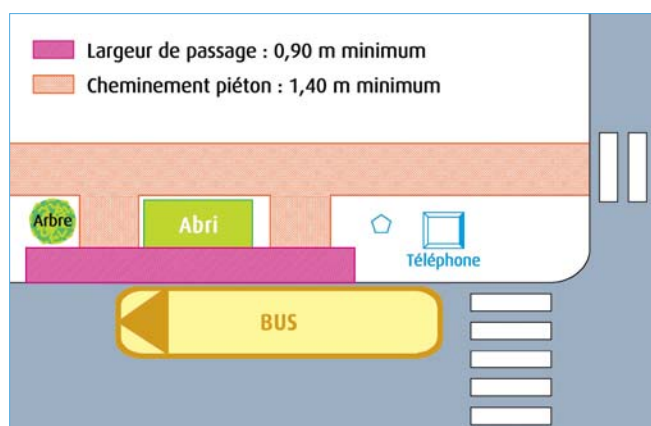 Largeur de passage : 0,90 m minimum
Cheminement piéton : 1,40 m minimum
Arbre
Abri
Téléphone
BUS